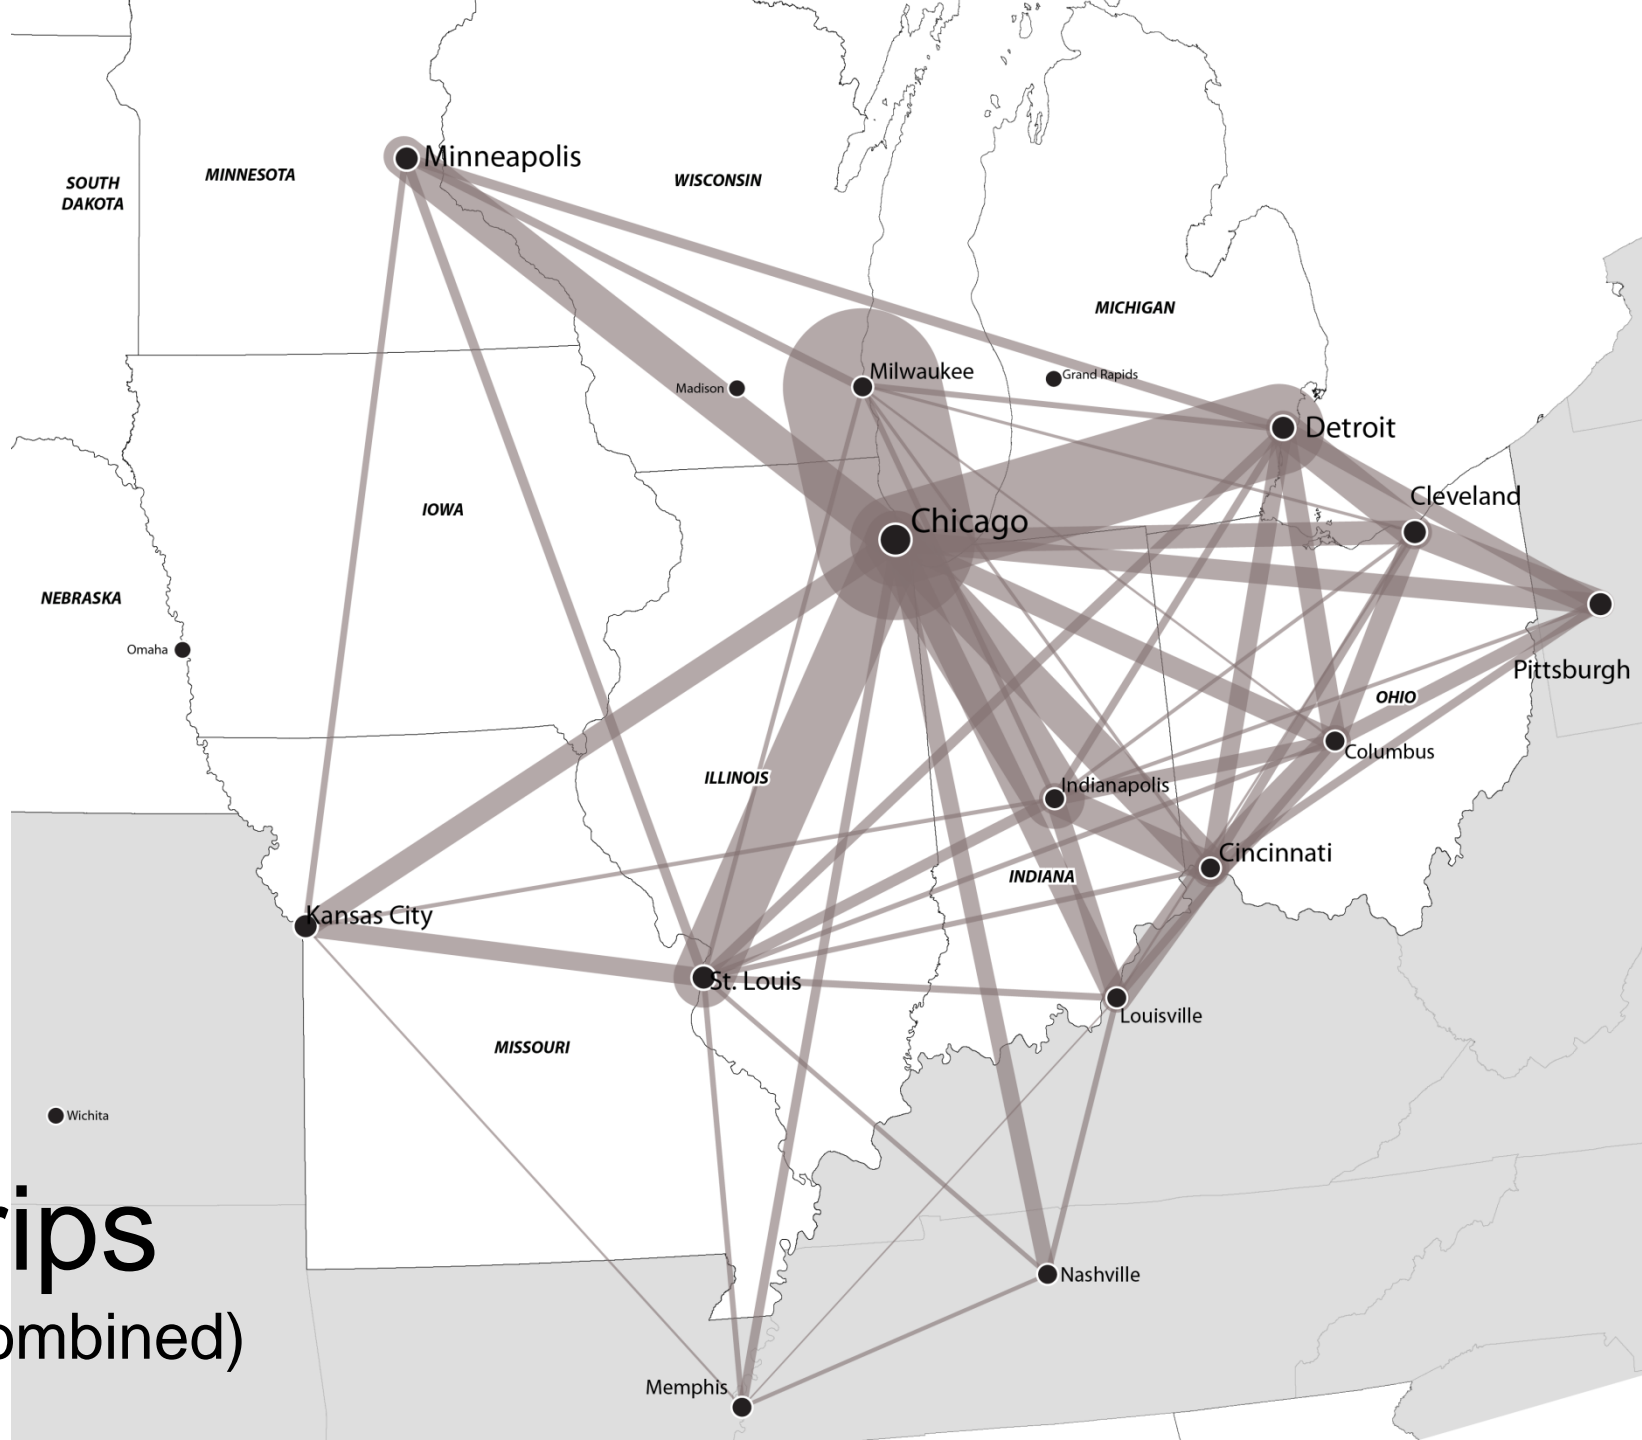 Minneapolis
MINNESOTA
WISCONSIN
SOUTH
DAKOTA
MICHIGAN
Milwaukee
Grand Rapids
Madison
Detroit
Cleveland
IOWA
Chicago
NEBRASKA
Omaha
Pittsburgh
OHIO
Columbus
ILLINOIS
Indianapolis
Cincinnati
INDIANA
Kansas City
St. Louis
Louisville
MISSOURI
Wichita
rips
Nashville
ombined)
Memphis